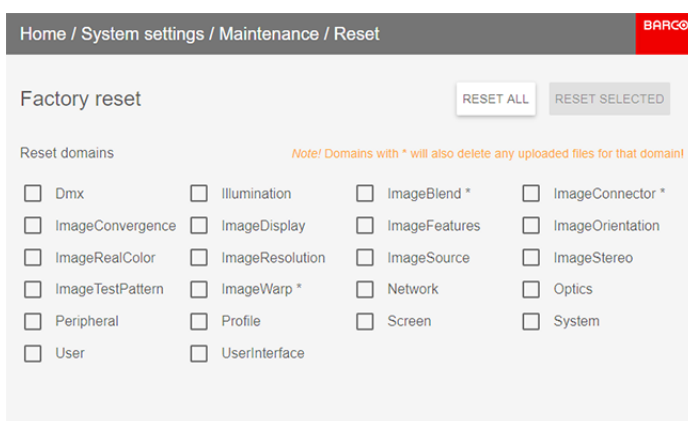 Home / System settings / Maintenance / Reset
BARCO
Factory reset
RESET ALL
RESET SELECTED
Reset domains
Note! Domains with * will also delete any uploaded files for that domain!
Dmx Illumination ImageBlend * ImageConnector *
ImageConvergence ImageDisplay ImageFeatures ImageOrientation
ImageRealColor ImageResolution ImageSource ImageStereo
ImageTestPattern ImageWarp * Network Optics
Peripheral Profile Screen System
User UserInterface